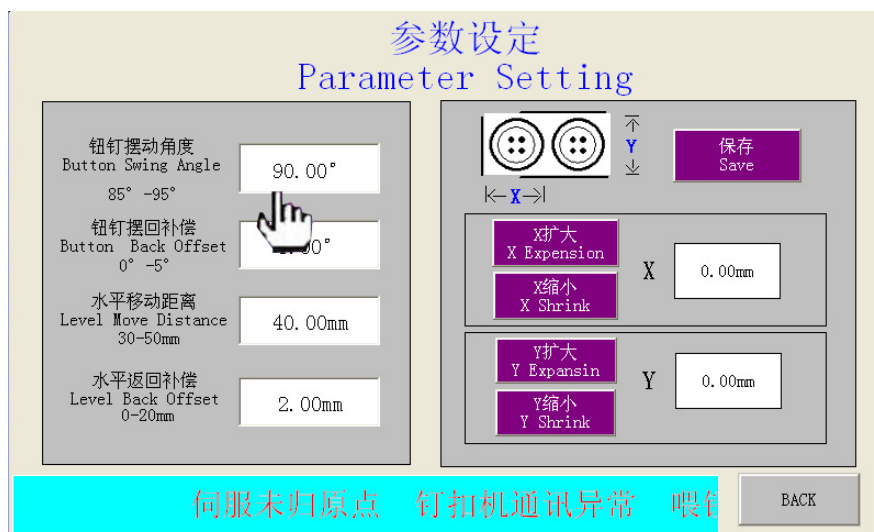 参数设定
Parameter Setting
钮钉摆动角度
Button Swing Angle
85° -95°
90.00°
钮钉摆回补偿
Button Back Offset
0° -5°
水平移动距离
Level Move Distance
30-50mm
40.00mm
水平返回补偿
Level Back Offset
0-20mm
2.00mm
Y
X
保存
Save
X扩大
X Expension
X缩小
X Shrink
X
0.00mm
Y扩大
Y Expansin
Y缩小
Y Shrink
Y
0.00mm
伺服未归原点 钉扣机通讯异常 喂
BACK